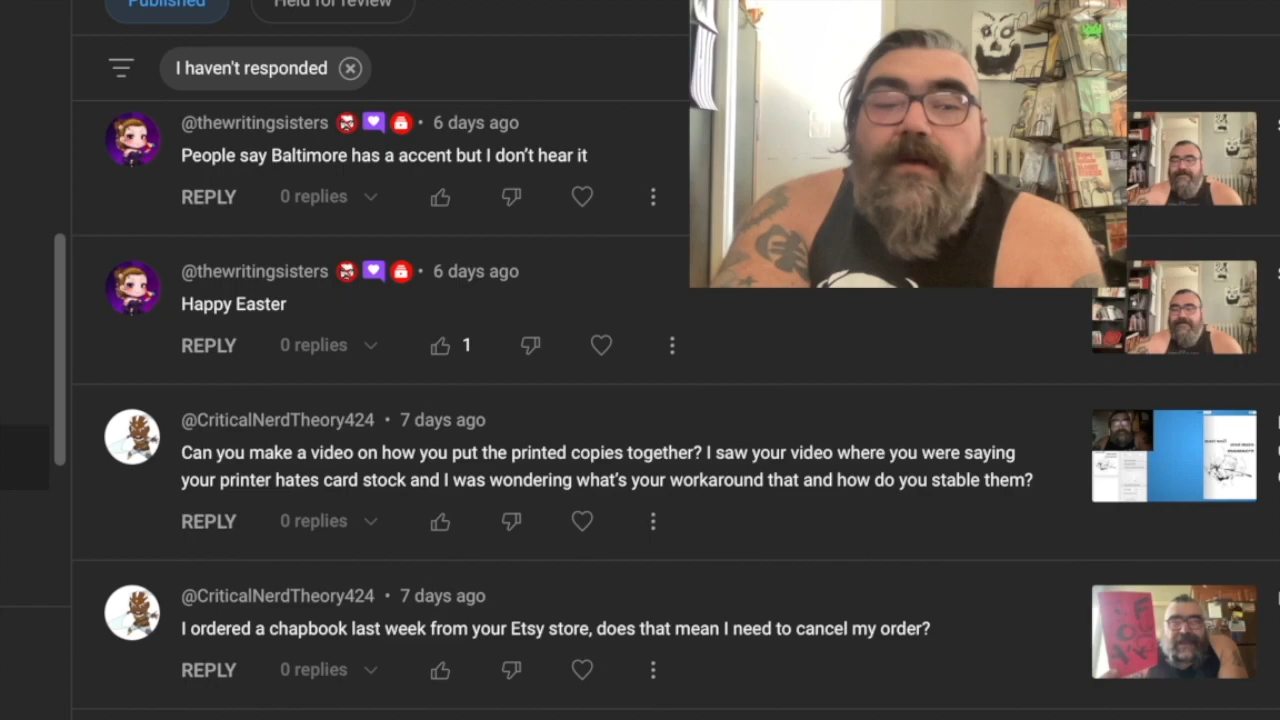 Published
Held for review
I haven't responded
@thewritingsisters • 6 days ago
People say Baltimore has a accent but I don't hear it
REPLY 0 replies
@thewritingsisters • 6 days ago
Happy Easter
REPLY 0 replies 1
@CriticalNerdTheory424 • 7 days ago
Can you make a video on how you put the printed copies together? I saw your video where you were saying
your printer hates card stock and I was wondering what's your workaround that and how do you stable them?
REPLY 0 replies
@CriticalNerdTheory424 • 7 days ago
I ordered a chapbook last week from your Etsy store, does that mean I need to cancel my order?
REPLY 0 replies